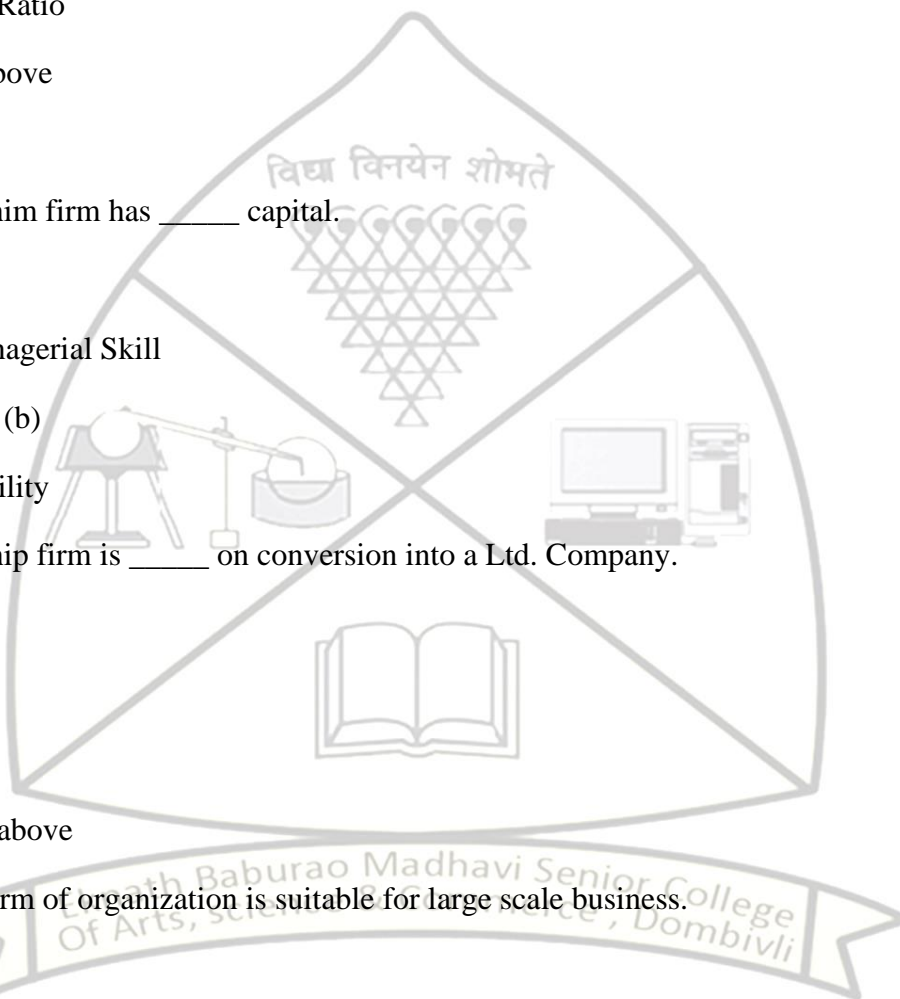 Ratio
bove
विद्या विनयेन शोभते
him firm has _____ capital.
nagerial Skill
(b)
ility
hip firm is _____ on conversion into a Ltd. Company.
above
rm of organization is suitable for large scale business.
Baburao Madhavi Senior College
Of Arts, science & Commerce , Dombivli